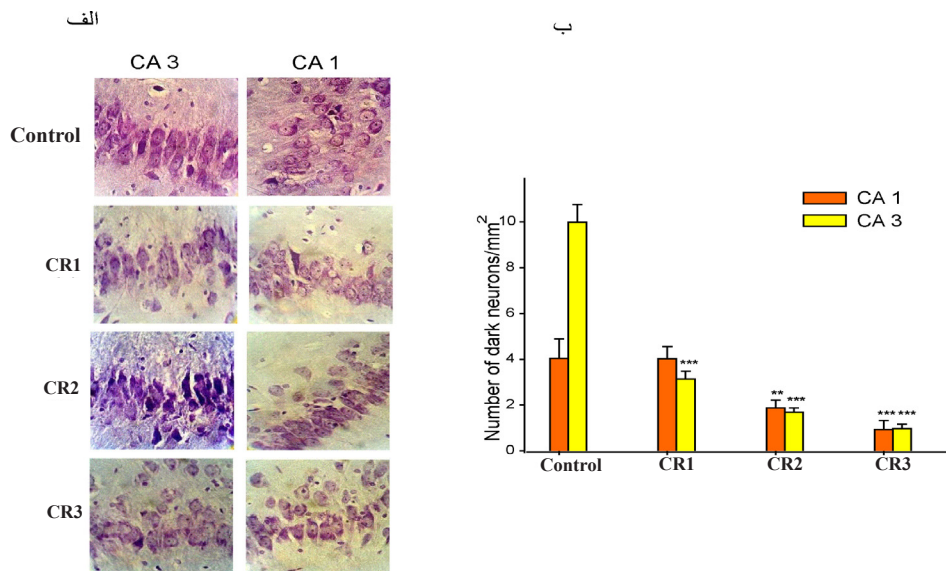 الف
CA 3 CA 1
Control
CR1
CR2
CR3
ب
CA 1
CA 3
Number of dark neurons/mm2
10
8
6
4
2
0
***
** ***
*** ***
Control CR1 CR2 CR3